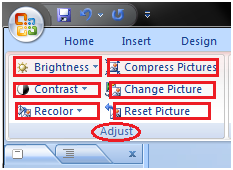 Home Insert Design
Brightness Compress Pictures
Contrast Change Picture
Recolor Reset Picture
Adjust